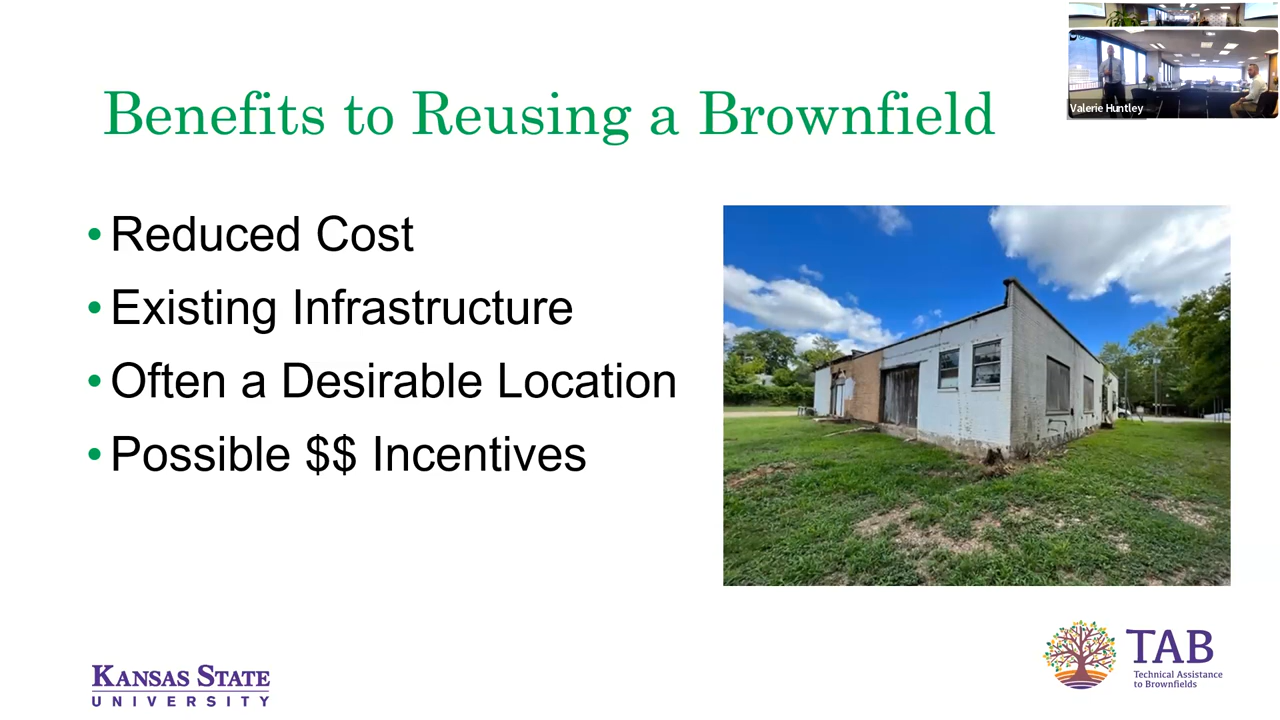 Benefits to Reusing a Brownfield
Valerie Huntley
• Reduced Cost
• Existing Infrastructure
• Often a Desirable Location
• Possible $$ Incentives
KANSAS STATE
UNIVERSITY
TAB
Technical Assistance
to Brownfields